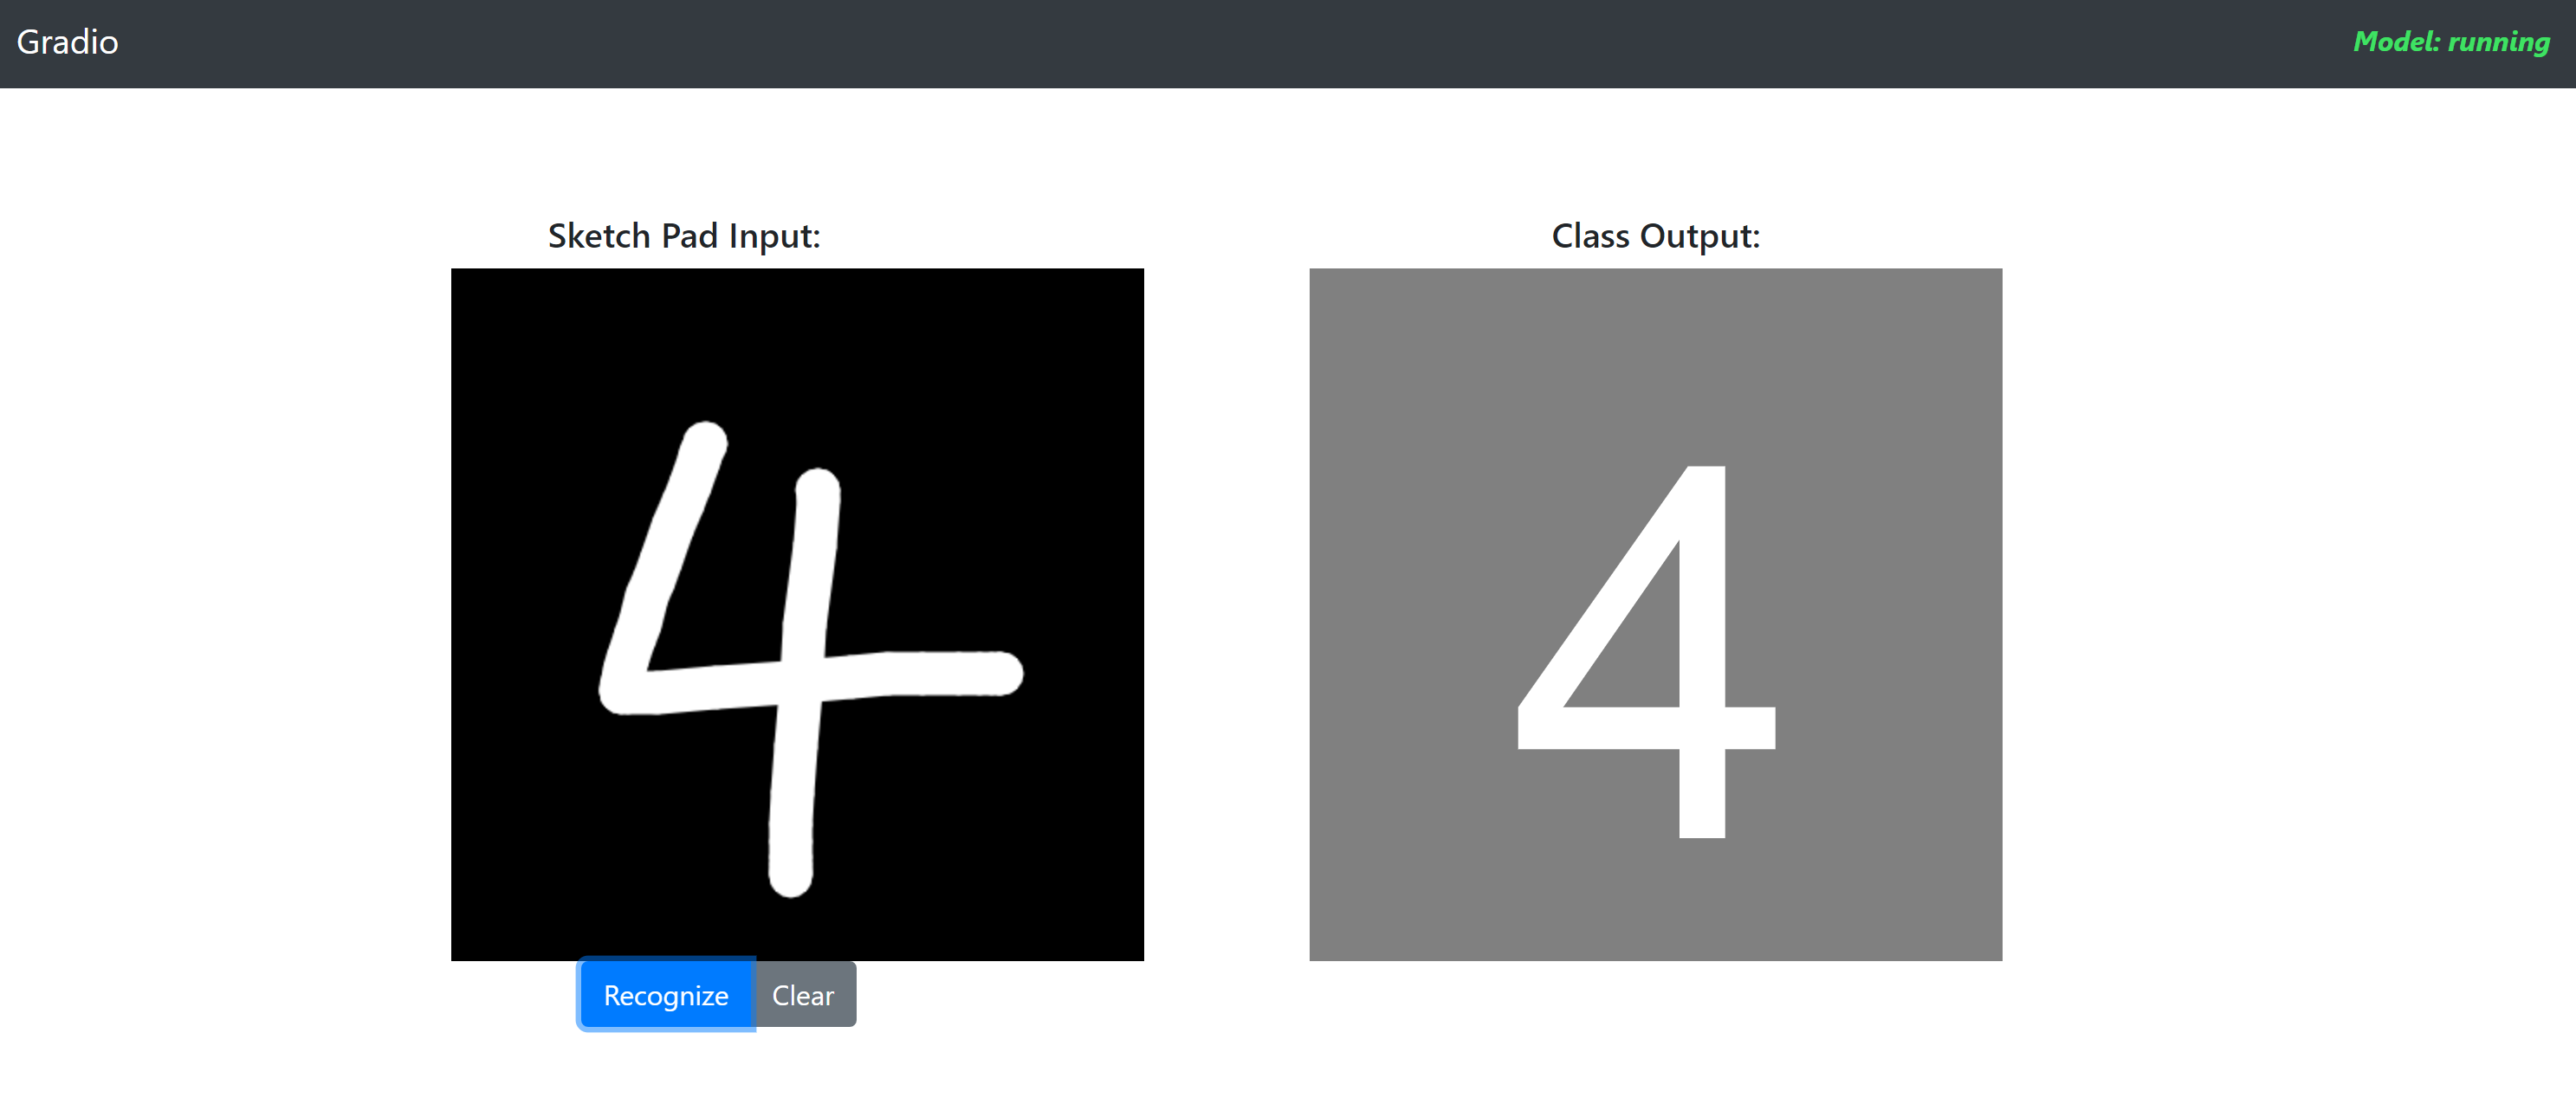 Gradio
Model: running
Sketch Pad Input:
Class Output:
4
4
Recognize
Clear